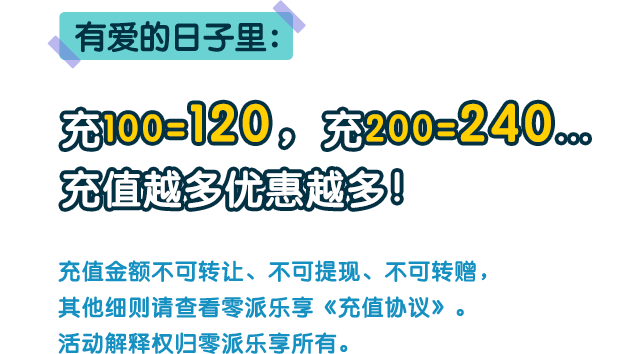 有爱的日子里：
充100=120，充200=240...
充值越多优惠越多！
充值金额不可转让、不可提现、不可转赠，
其他细则请查看零派乐享《充值协议》。
活动解释权归零派乐享所有。